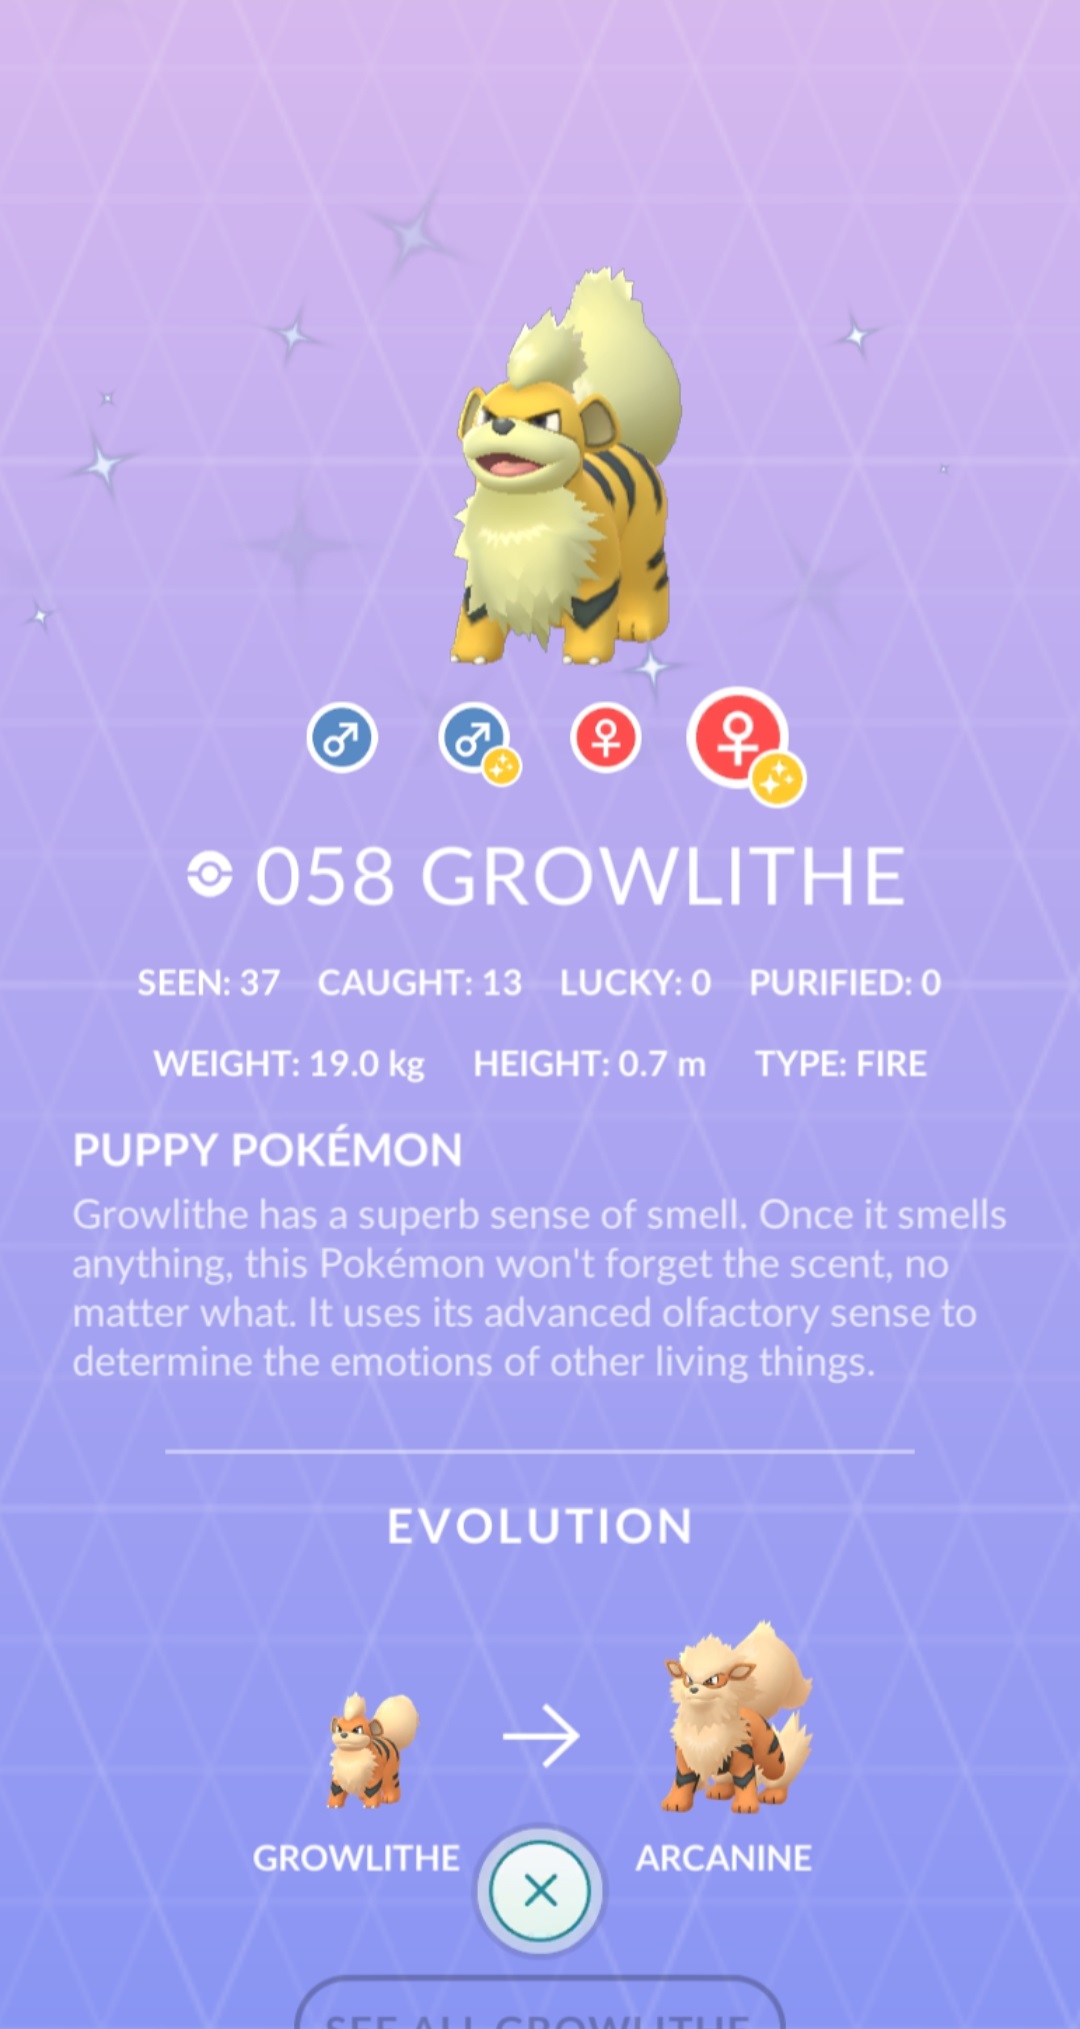 058 GROWLITHE
SEEN: 37 CAUGHT: 13 LUCKY: 0 PURIFIED: 0
WEIGHT: 19.0 kg HEIGHT: 0.7 m TYPE: FIRE
PUPPY POKÉMON
Growlithe has a superb sense of smell. Once it smells
anything, this Pokémon won't forget the scent, no
matter what. It uses its advanced olfactory sense to
determine the emotions of other living things.
EVOLUTION
GROWLITHE ARCANINE
SEE ALL GROWLITHE